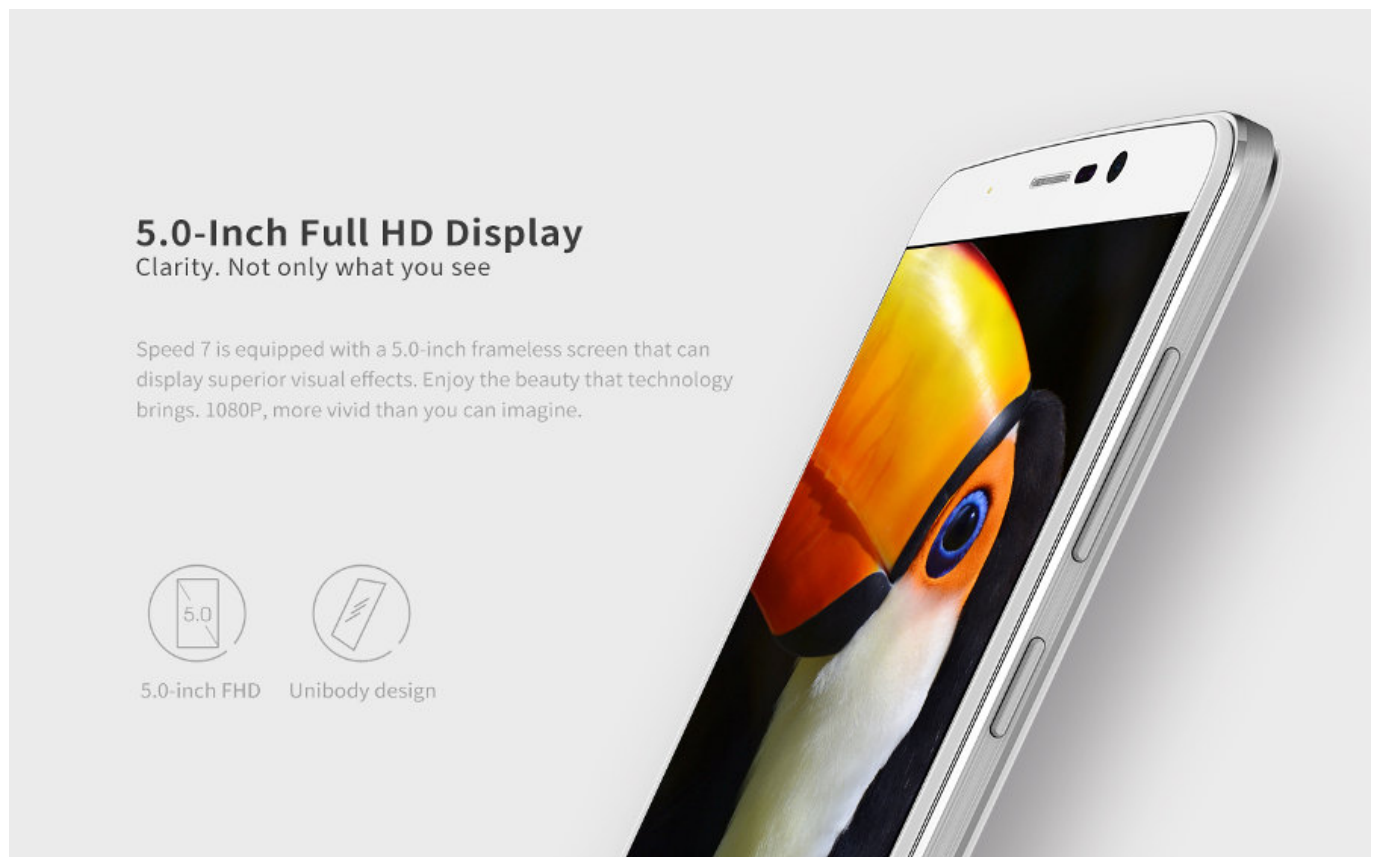 5.0-Inch Full HD Display
Clarity. Not only what you see
Speed 7 is equipped with a 5.0-inch frameless screen that can
display superior visual effects. Enjoy the beauty that technology
brings. 1080P, more vivid than you can imagine.
5.0
5.0-inch FHD
Unibody design